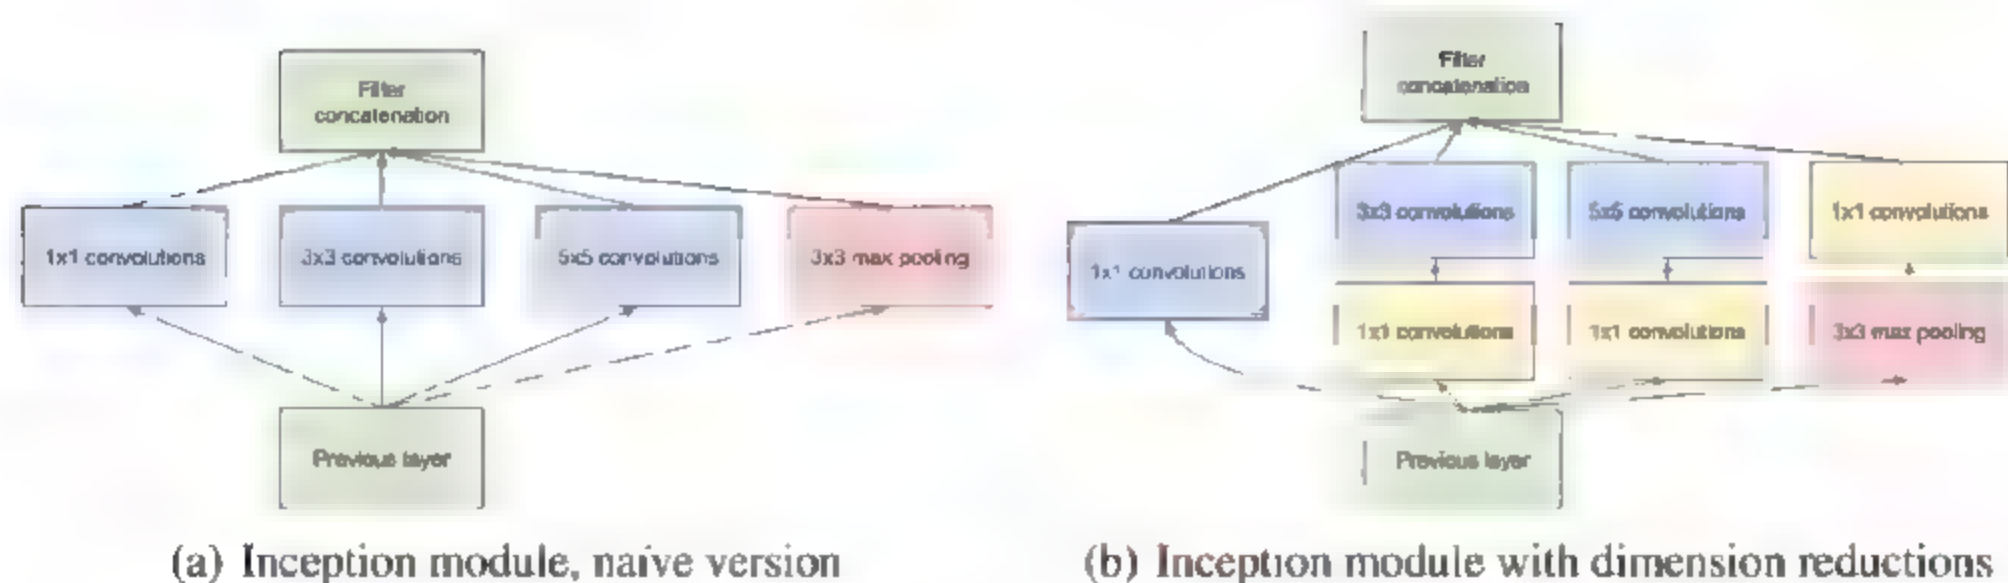 Filter
concatenation
1x1 convolutions
3x3 convolutions
5x5 convolutions
3x3 max pooling
Previous layer
(a) Inception module, naïve version
Filter
concatenation
3x3 convolutions
5x5 convolutions
1x1 convolutions
1x1 convolutions
1x1 convolutions
1x1 convolutions
3x3 max pooling
Previous layer
(b) Inception module with dimension reductions